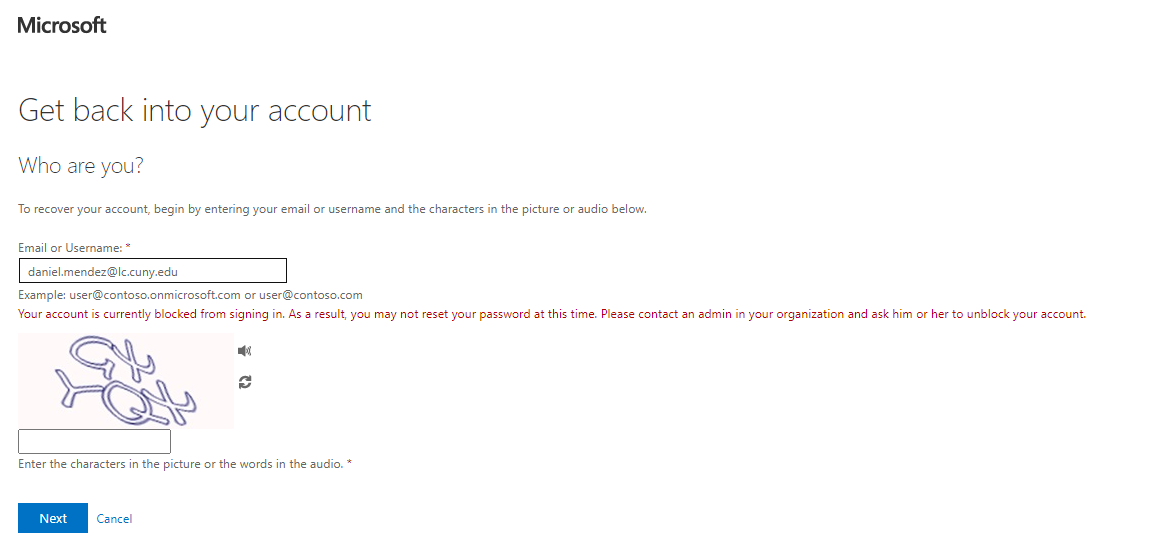 Microsoft
Get back into your account
Who are you?
To recover your account, begin by entering your email or username and the characters in the picture or audio below.
Email or Username: *
daniel.mendez@lc.cuny.edu
Example: user@contoso.onmicrosoft.com or user@contoso.com
Your account is currently blocked from signing in. As a result, you may not reset your password at this time. Please contact an admin in your organization and ask him or her to unblock your account.
Enter the characters in the picture or the words in the audio. *
Next Cancel